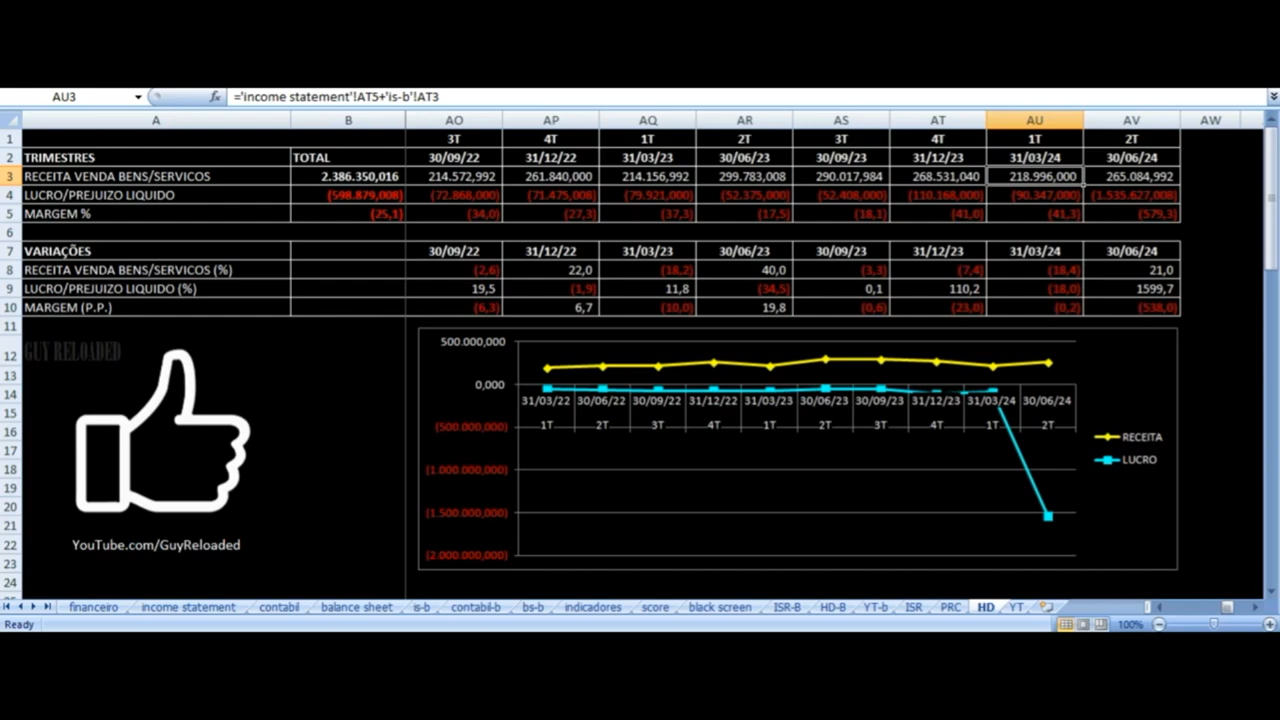 AU3 fx ='income statement'!AT5+'is-b'!AT3
A B AO AP AQ AR AS AT AU AV AW
1 3T 4T 1T 2T 3T 4T 1T 2T
2 TRIMESTRES TOTAL 30/09/22 31/12/22 31/03/23 30/06/23 30/09/23 31/12/23 31/03/24 30/06/24
3 RECEITA VENDA BENS/SERVICOS 2.386.350,016 214.572,992 261.840,000 214.156,992 299.783,008 290.017,984 268.531,040 218.996,000 265.084,992
4 LUCRO/PREJUIZO LIQUIDO (598.879,008) (72.868,000) (71.475,008) (79.921,000) (52.375,000) (52.408,000) (110.168,000) (90.347,000) (1.535.627,008)
5 MARGEM % (25,1) (34,0) (27,3) (37,3) (17,5) (18,1) (41,0) (41,3) (579,3)
6
7 VARIAÇÕES 30/09/22 31/12/22 31/03/23 30/06/23 30/09/23 31/12/23 31/03/24 30/06/24
8 RECEITA VENDA BENS/SERVICOS (%) (2,6) 22,0 (18,2) 40,0 (3,3) (7,4) (18,4) 21,0
9 LUCRO/PREJUIZO LIQUIDO (%) 19,5 (1,9) 11,8 (34,5) 0,1 110,2 (18,0) 1599,7
10 MARGEM (P.P.) (6,3) 6,7 (10,0) 19,8 (0,6) (23,0) (0,2) (538,0)
11
12
13
14
15
16
17
18
19
20
21
22
23
24
GUY RELOADED
YouTube.com/GuyReloaded
500.000,000
0,000
(500.000,000)
(1.000.000,000)
(1.500.000,000)
(2.000.000,000)
31/03/22 30/06/22 30/09/22 31/12/22 31/03/23 30/06/23 30/09/23 31/12/23 31/03/24 30/06/24
1T 2T 3T 4T 1T 2T 3T 4T 1T 2T
RECEITA
LUCRO
financeiro income statement contabil balance sheet is-b contabil-b bs-b indicadores score black screen ISR-B HD-B YT-b ISR PRC HD YT
Ready 100%